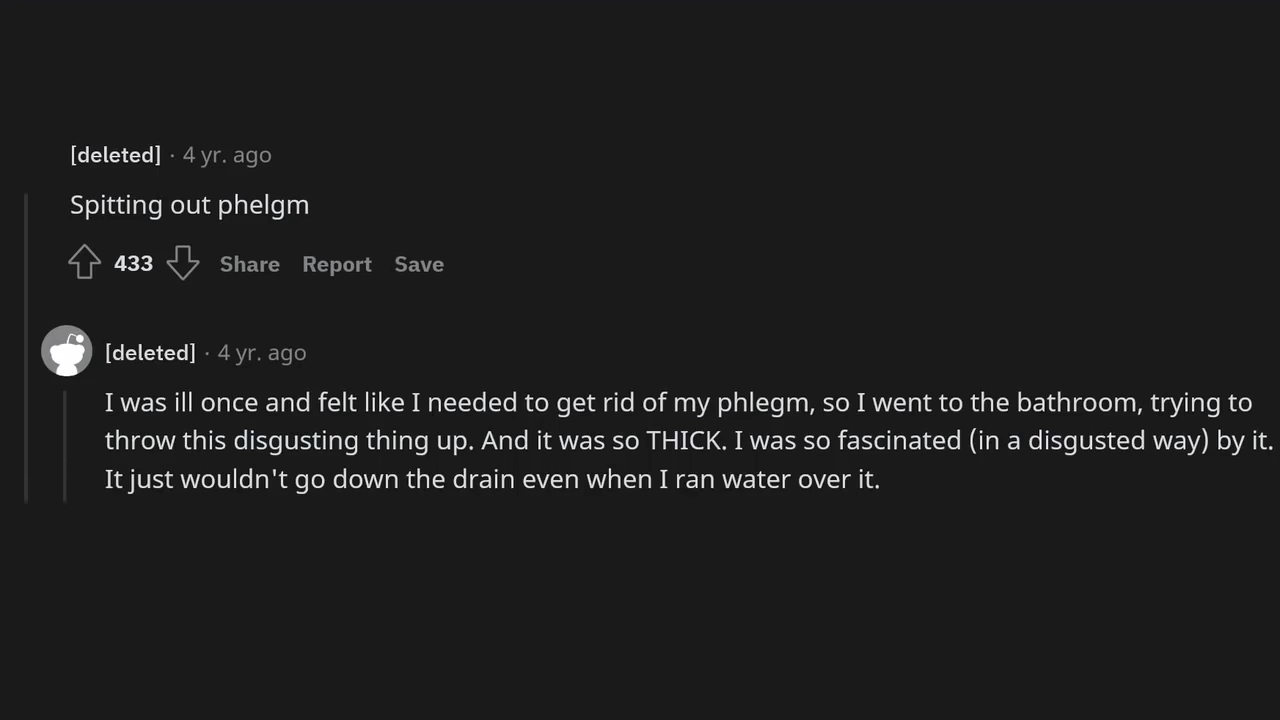 [deleted] · 4 yr. ago
Spitting out phelgm
433 Share Report Save
[deleted] · 4 yr. ago
I was ill once and felt like I needed to get rid of my phlegm, so I went to the bathroom, trying to
throw this disgusting thing up. And it was so THICK. I was so fascinated (in a disgusted way) by it.
It just wouldn't go down the drain even when I ran water over it.